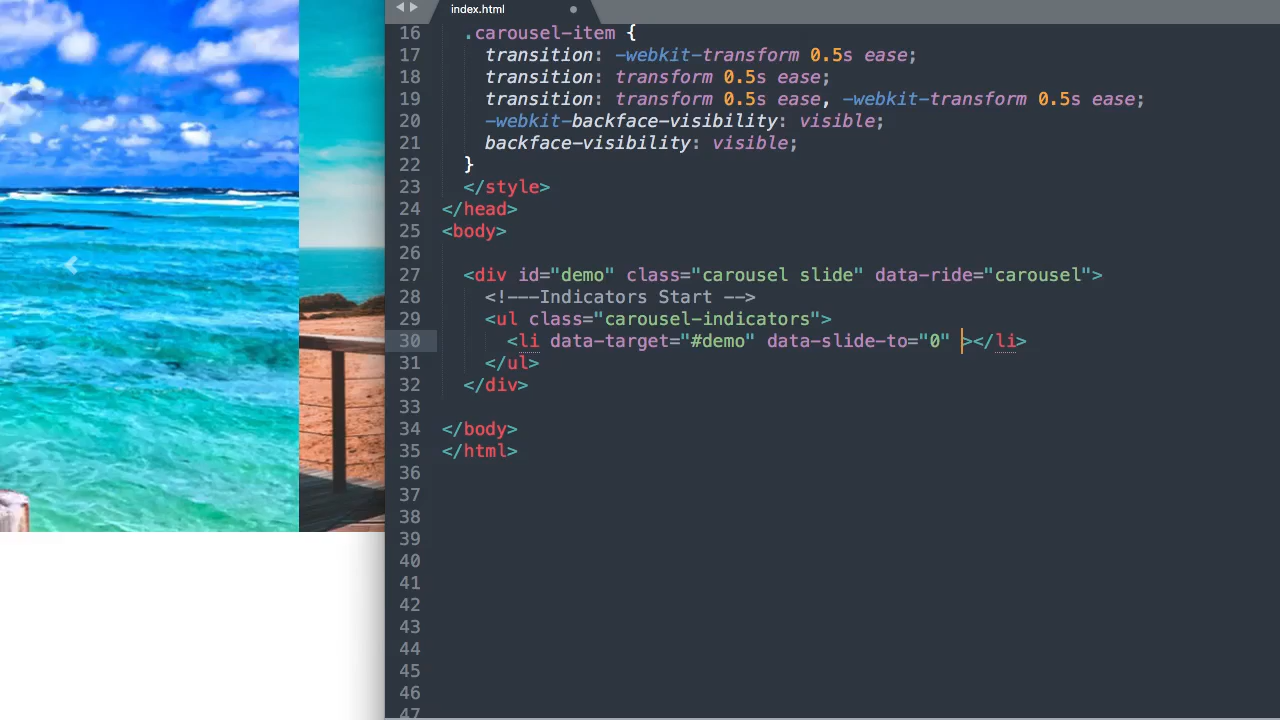 index.html
16 .carousel-item {
17 transition: -webkit-transform 0.5s ease;
18 transition: transform 0.5s ease;
19 transition: transform 0.5s ease, -webkit-transform 0.5s ease;
20 -webkit-backface-visibility: visible;
21 backface-visibility: visible;
22 }
23 </style>
24 </head>
25 <body>
26
27 <div id="demo" class="carousel slide" data-ride="carousel">
28 <!---Indicators Start -->
29 <ul class="carousel-indicators">
30 <li data-target="#demo" data-slide-to="0" ></li>
31 </ul>
32 </div>
33
34 </body>
35 </html>
36
37
38
39
40
41
42
43
44
45
46
47